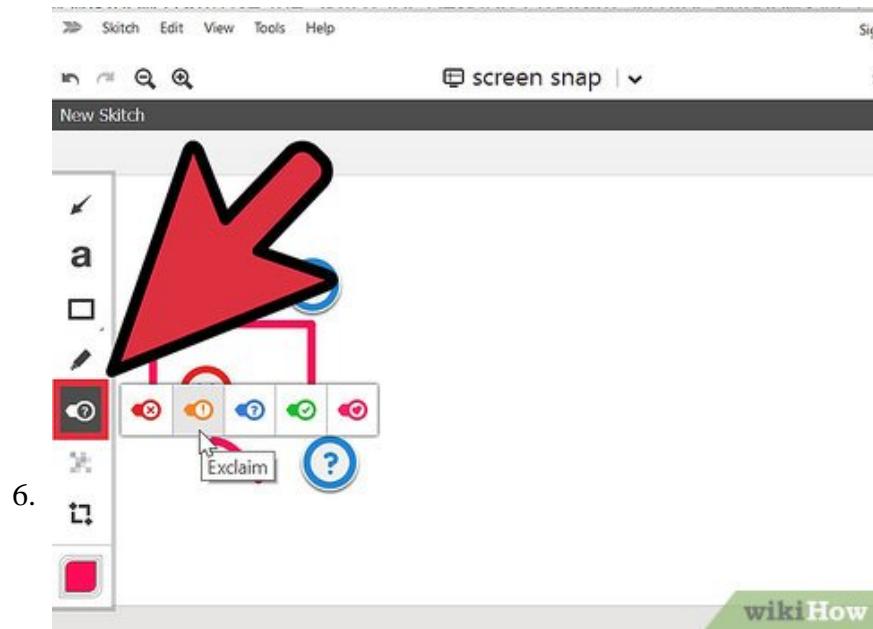 Skitch Edit View Tools Help
screen snap
New Skitch
a
?
!
?
Exclaim
?
6.
wikiHow